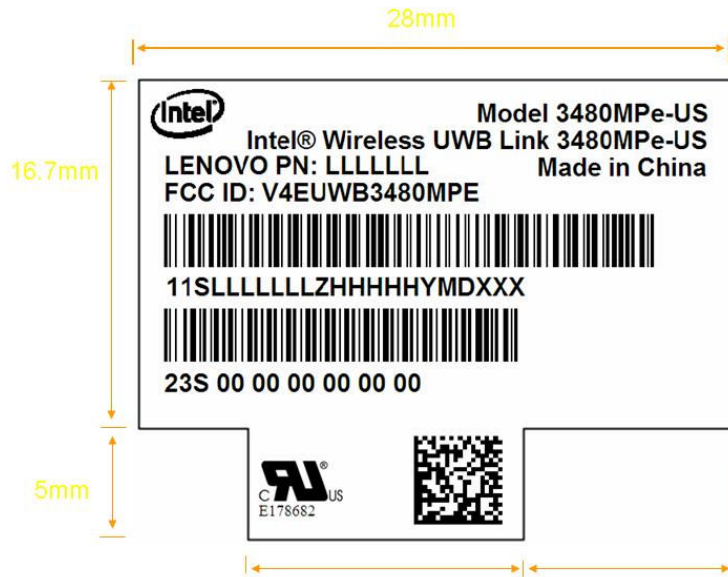 28mm
intel®
Model 3480MPe-US
Intel® Wireless UWB Link 3480MPe-US
LENOVO PN: LLLLLLL Made in China
FCC ID: V4EUWB3480MPE
16.7mm
11SLLLLLLLZHHHHHYMDXXX
23S 00 00 00 00 00 00
5mm
C RU ® US
E178682